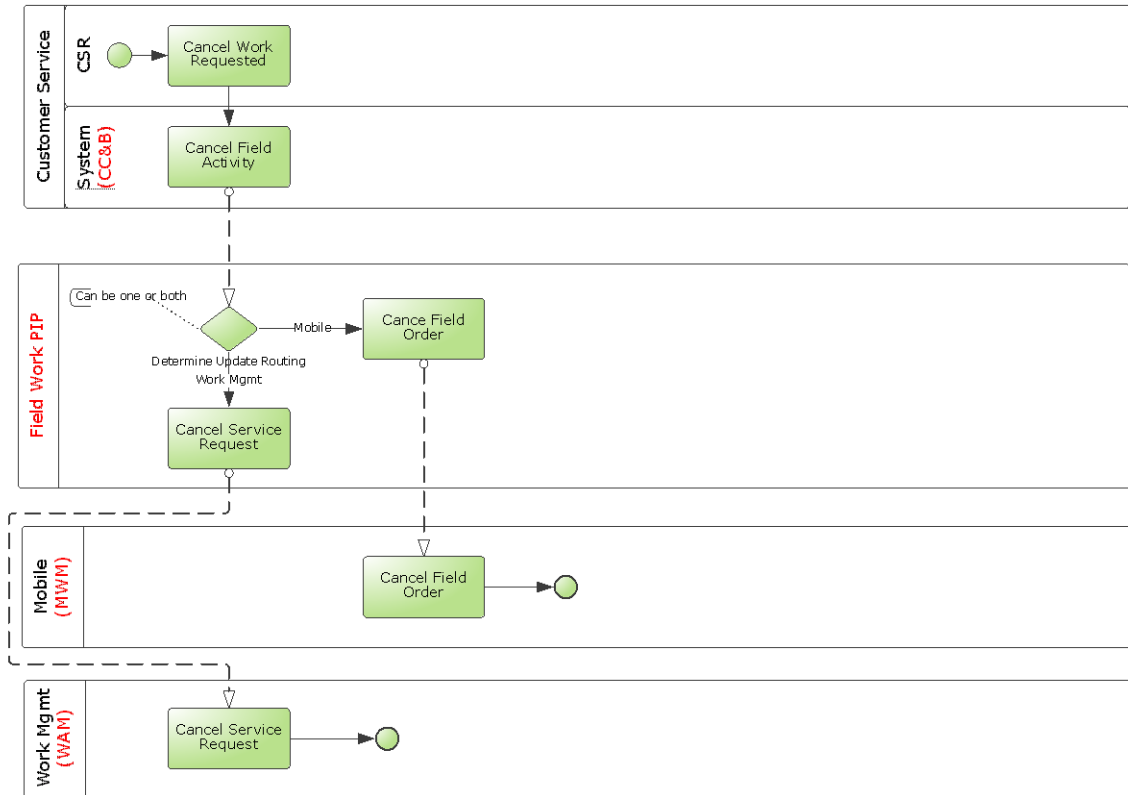 Customer Service
CSR
Cancel Work
Requested
System
(CC&B)
Cancel Field
Activity
Field Work PIP
Can be one or both
Mobile
Cance Field
Order
Determine Update Routing
Work Mgmt
Cancel Service
Request
Mobile
(MWM)
Cancel Field
Order
Work Mgmt
(WAM)
Cancel Service
Request